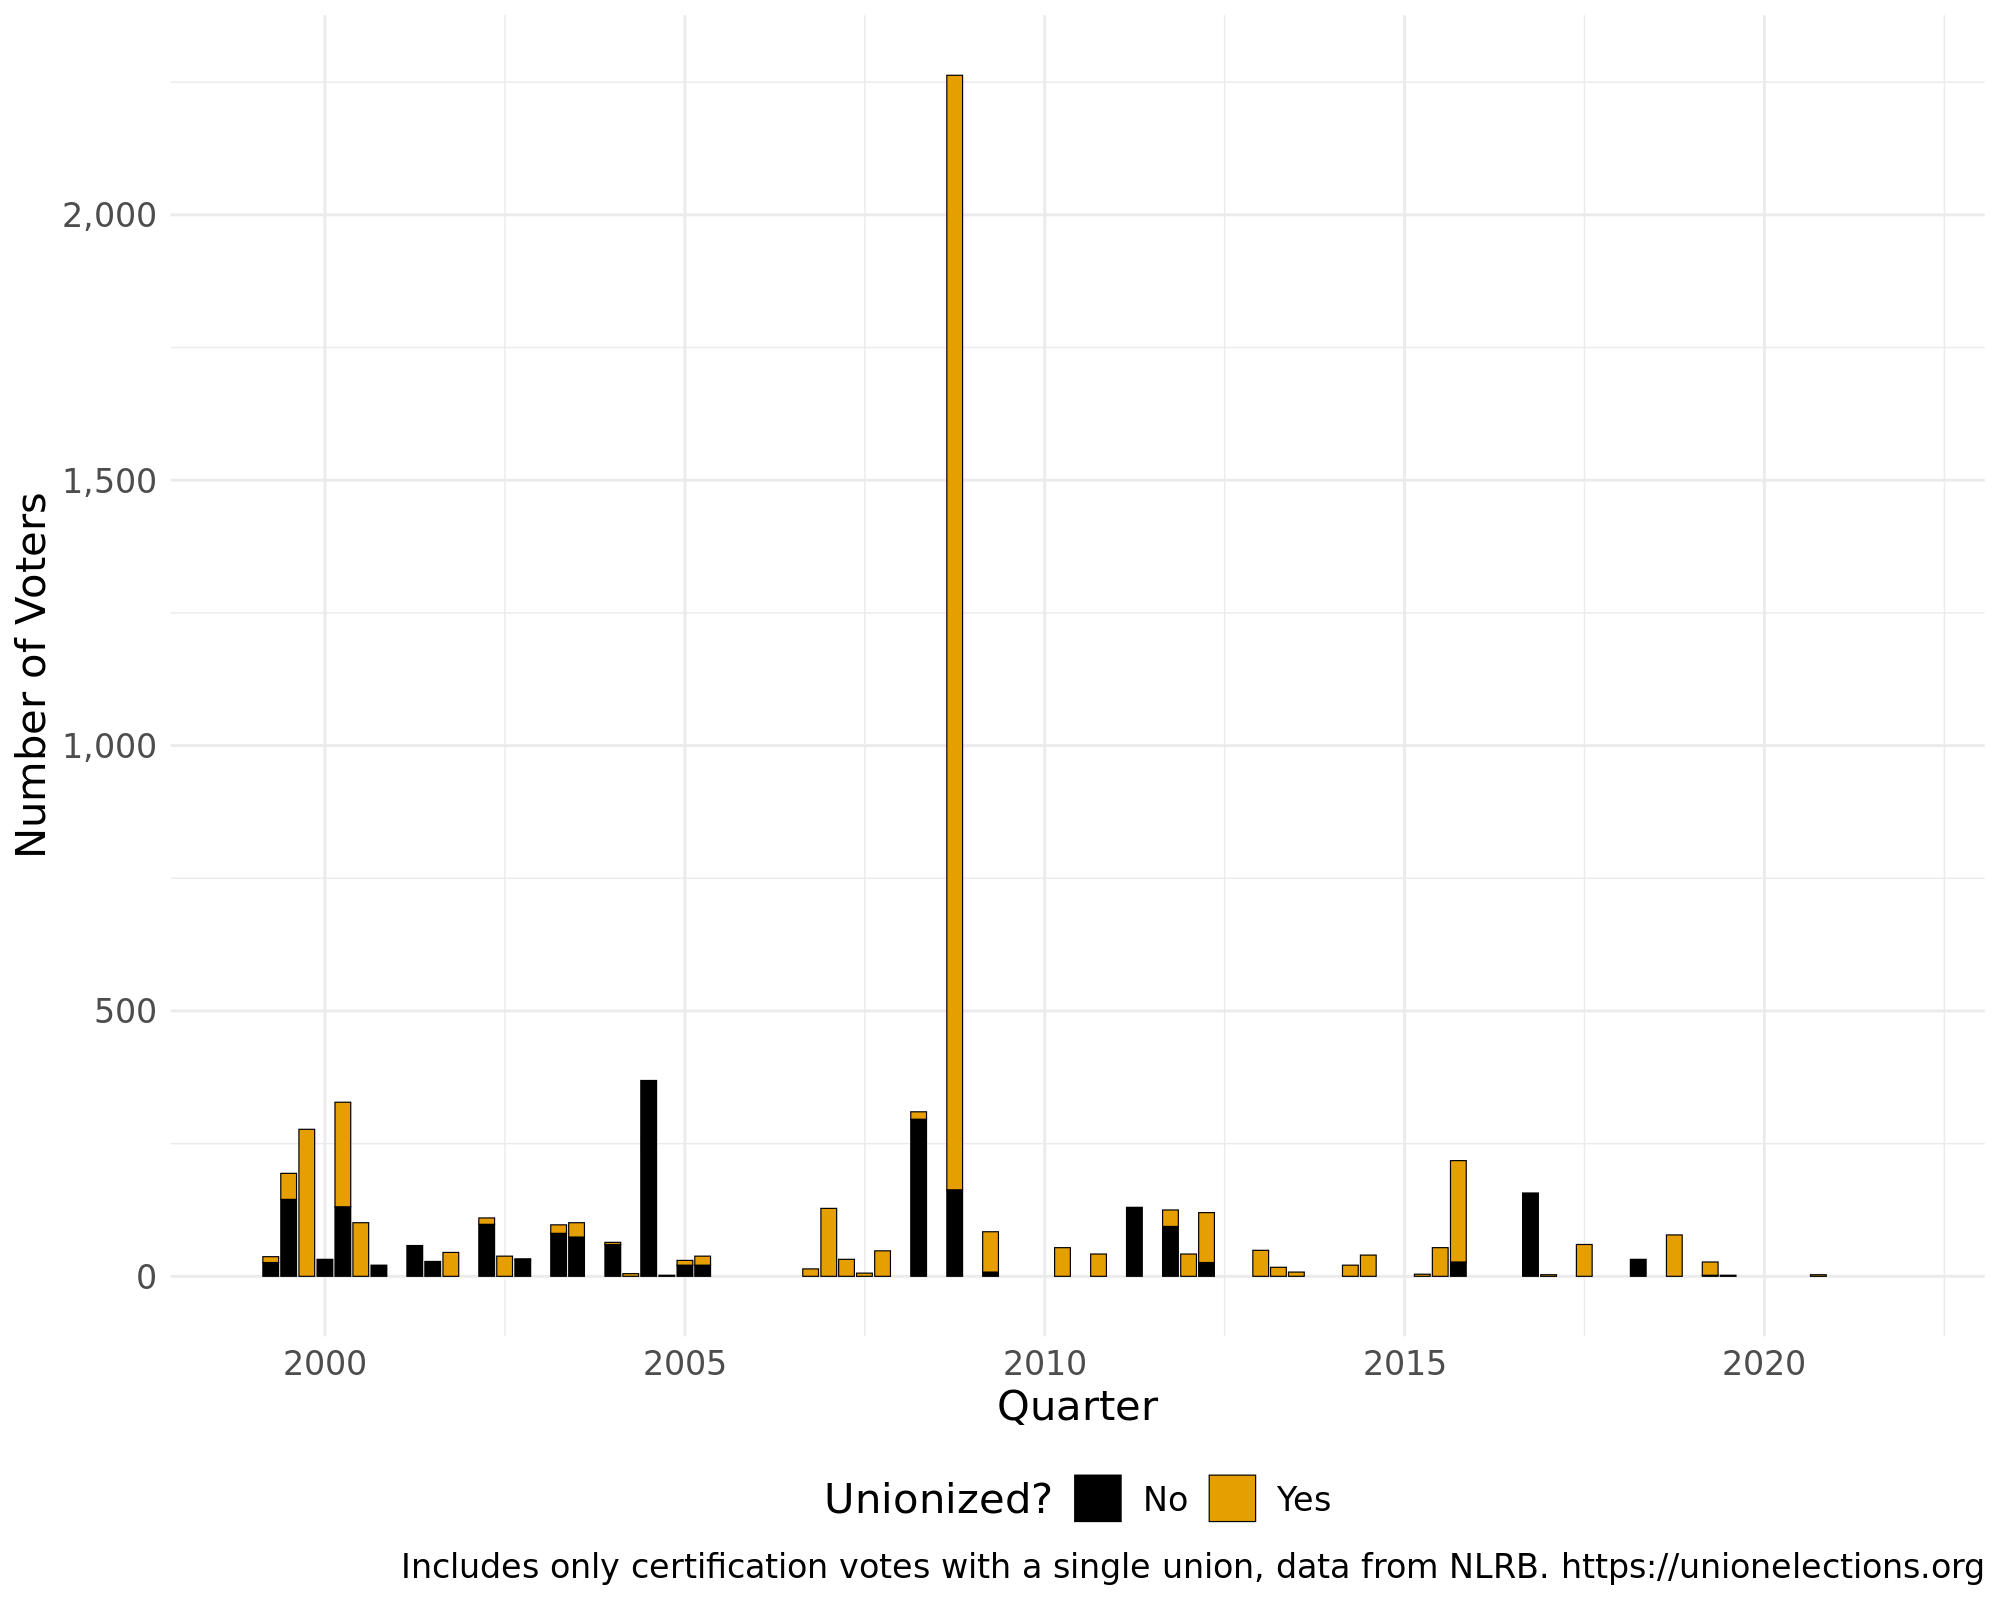 2,000
1,500
1,000
500
0
Number of Voters
2000 2005 2010 2015 2020
Quarter
Unionized? No Yes
Includes only certification votes with a single union, data from NLRB. https://unionelections.org